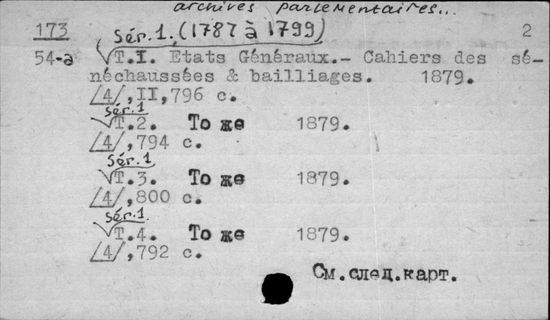 archives parlementaires...
173 Sér.1. (1787 à 1799) 2
54-a √T.I. Etats Généraux.- Cahiers des sé-
néchaussées & bailliages. 1879.
/4/,II,796 c.
Sér.1
√T.2. То же 1879.
/4/,794 c.
Sér.1
√T.3. То же 1879.
/4/,800 c.
Sér.1.
√T.4. То же 1879.
/4/,792 c.
См.след.карт.